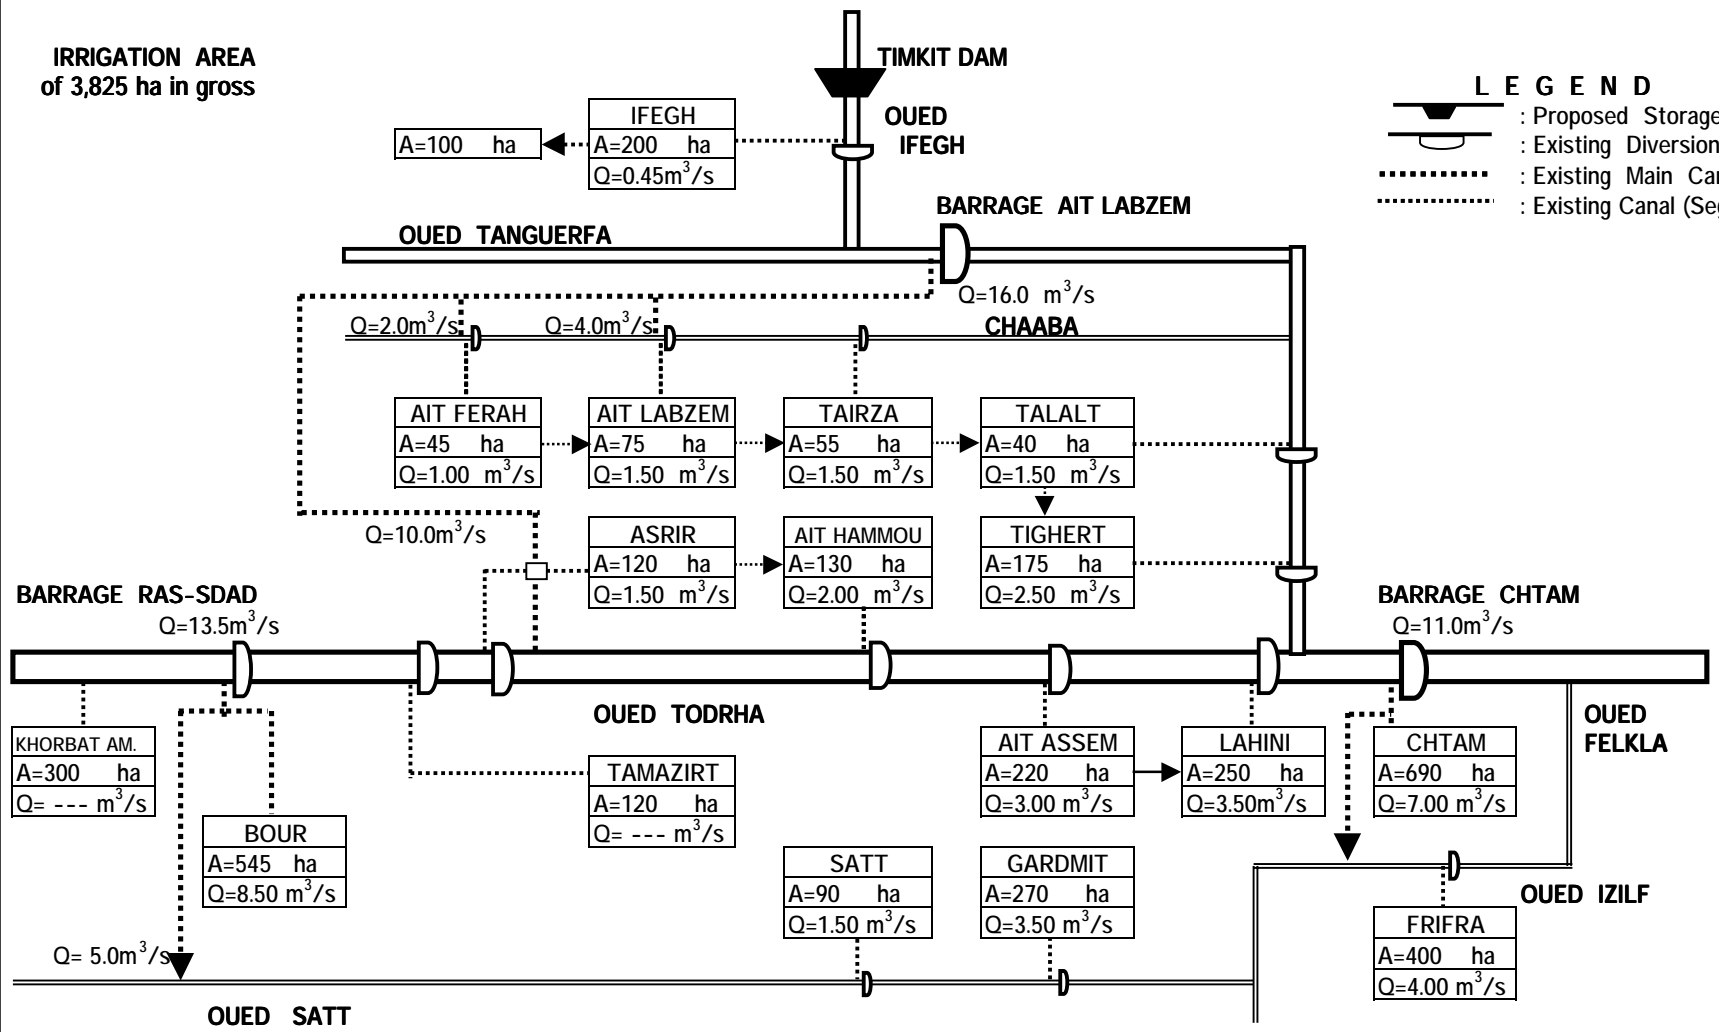 IRRIGATION AREA
of 3,825 ha in gross
TIMKIT DAM
OUED
IFEGH
L E G E N D
: Proposed Storage
: Existing Diversion
: Existing Main Car
: Existing Canal (Seg
IFEGH
A=200 ha
Q=0.45m³/s
A=100 ha
BARRAGE AIT LABZEM
OUED TANGUERFA
Q=16.0 m³/s
Q=2.0m³/s
Q=4.0m³/s
CHAABA
AIT FERAH
A=45 ha
Q=1.00 m³/s
AIT LABZEM
A=75 ha
Q=1.50 m³/s
TAIRZA
A=55 ha
Q=1.50 m³/s
TALALT
A=40 ha
Q=1.50 m³/s
Q=10.0m³/s
ASRIR
A=120 ha
Q=1.50 m³/s
AIT HAMMOU
A=130 ha
Q=2.00 m³/s
TIGHERT
A=175 ha
Q=2.50 m³/s
BARRAGE RAS-SDAD
Q=13.5m³/s
BARRAGE CHTAM
Q=11.0m³/s
OUED TODRHA
OUED
FELKLA
KHORBAT AM.
A=300 ha
Q= --- m³/s
BOUR
A=545 ha
Q=8.50 m³/s
TAMAZIRT
A=120 ha
Q= --- m³/s
AIT ASSEM
A=220 ha
Q=3.00 m³/s
LAHINI
A=250 ha
Q=3.50m³/s
CHTAM
A=690 ha
Q=7.00 m³/s
SATT
A=90 ha
Q=1.50 m³/s
GARDMIT
A=270 ha
Q=3.50 m³/s
OUED IZILF
FRIFRA
A=400 ha
Q=4.00 m³/s
Q= 5.0m³/s
OUED SATT